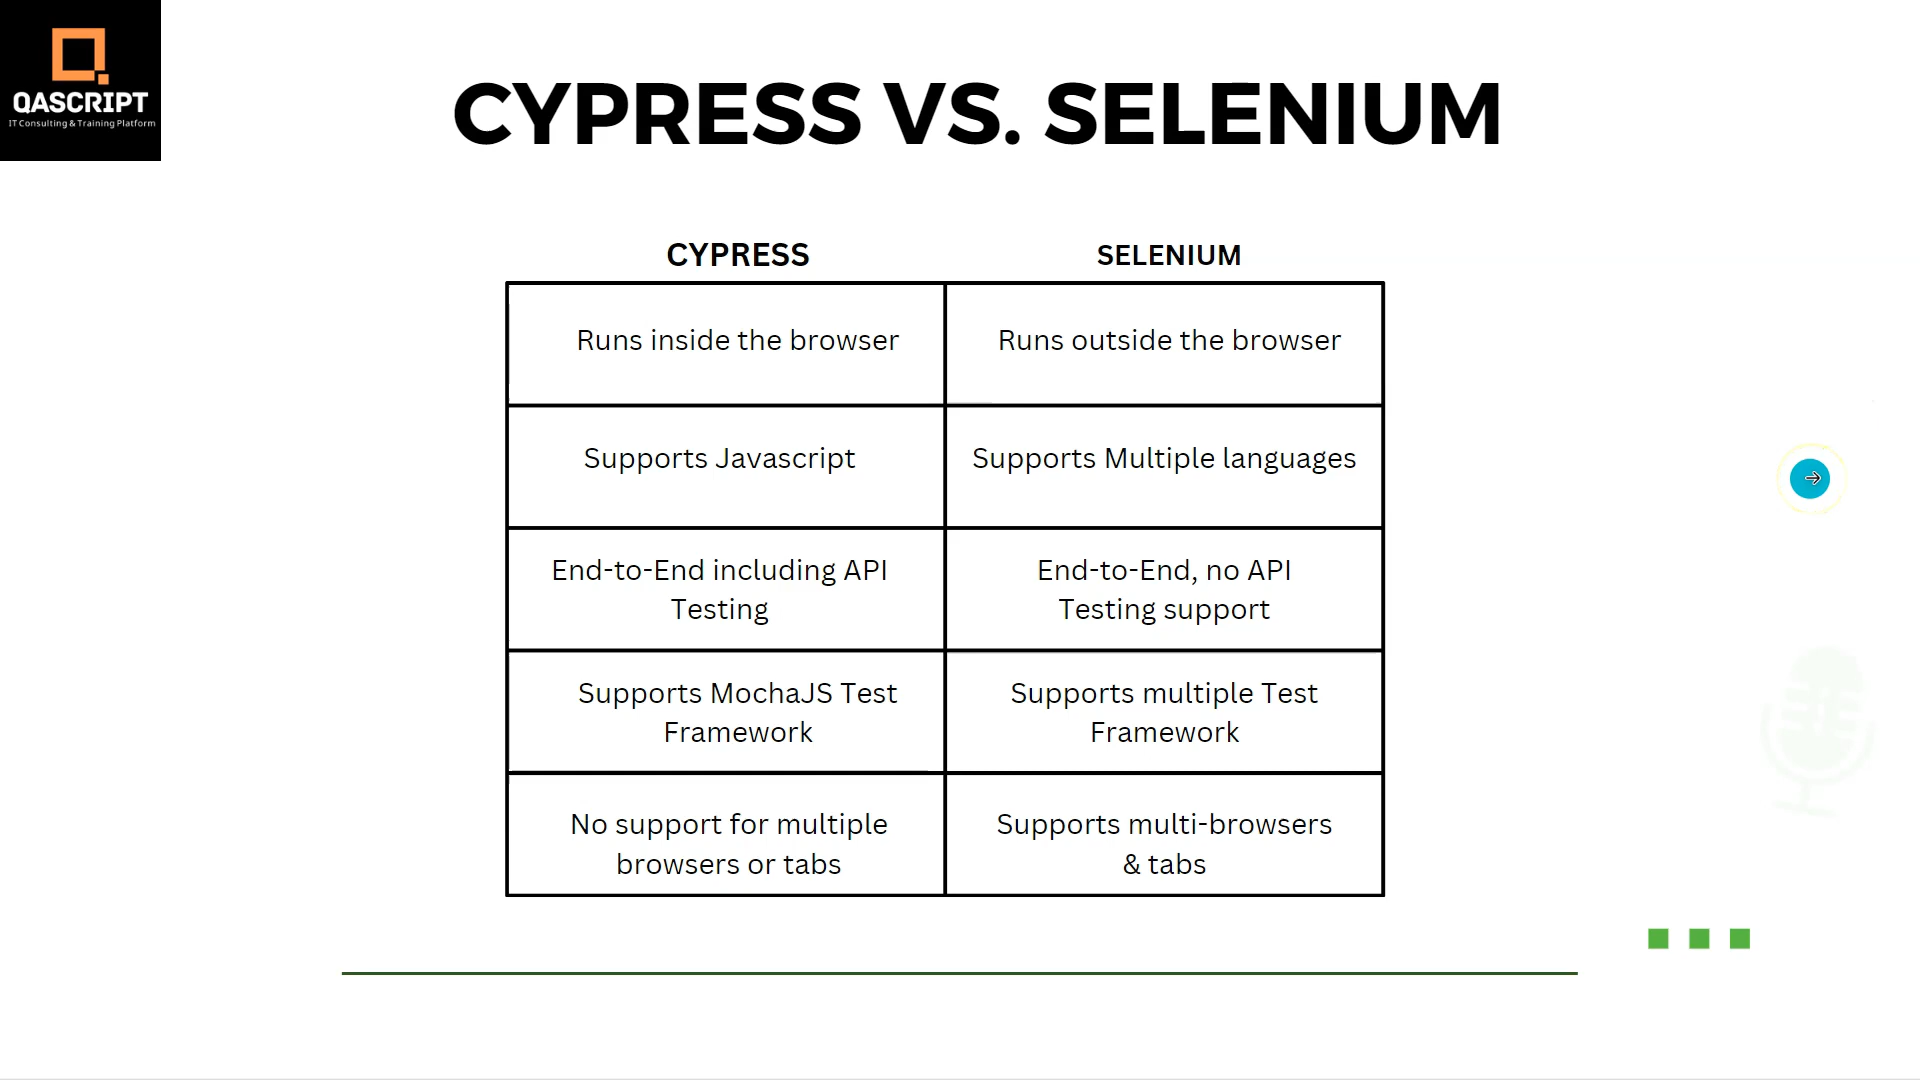 QASCRIPT
IT Consulting & Training Platform
CYPRESS VS. SELENIUM
CYPRESS
SELENIUM
Runs inside the browser
Runs outside the browser
Supports Javascript
Supports Multiple languages
End-to-End including API
Testing
End-to-End, no API
Testing support
Supports MochaJS Test
Framework
Supports multiple Test
Framework
No support for multiple
browsers or tabs
Supports multi-browsers
& tabs